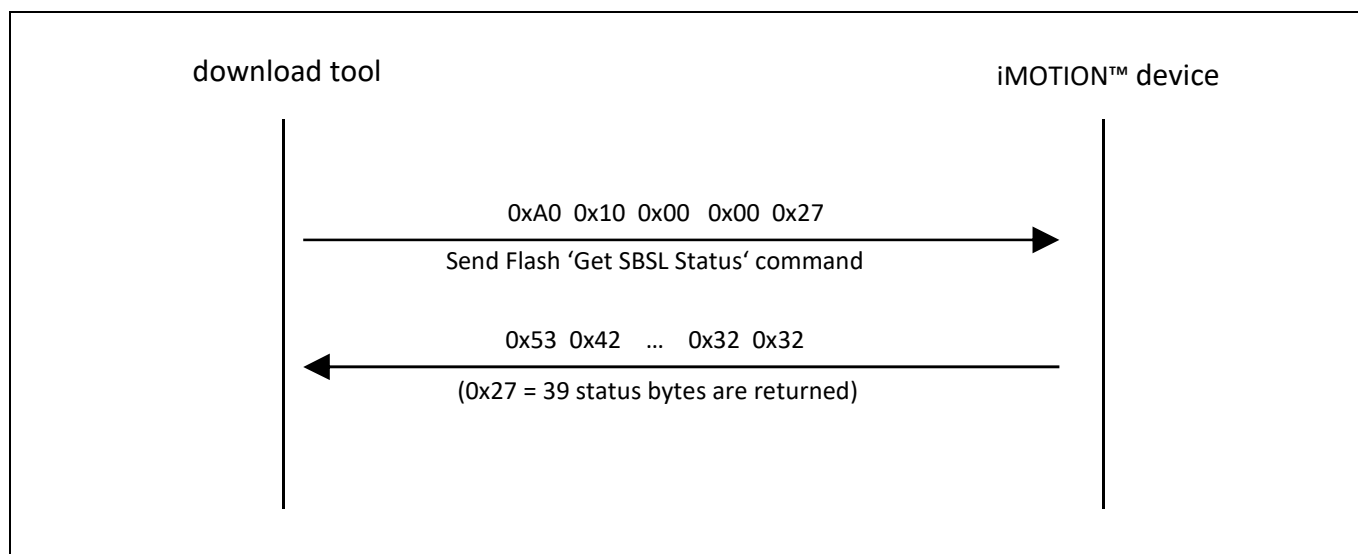 download tool
iMOTION™ device
0xA0 0x10 0x00 0x00 0x27
Send Flash ‘Get SBSL Status‘ command
0x53 0x42 ... 0x32 0x32
(0x27 = 39 status bytes are returned)